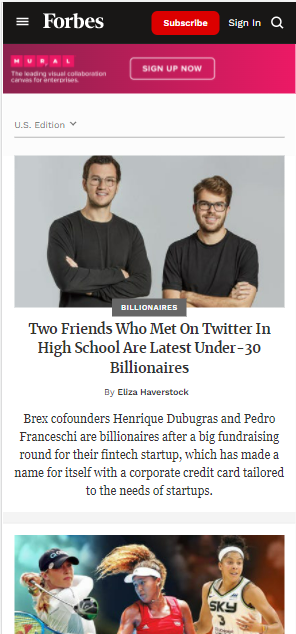 Forbes
Subscribe
Sign In
MURAL
The leading visual collaboration
canvas for enterprises.
SIGN UP NOW
U.S. Edition
BILLIONAIRES
Two Friends Who Met On Twitter In
High School Are Latest Under-30
Billionaires
By Eliza Haverstock
Brex cofounders Henrique Dubugras and Pedro
Franceschi are billionaires after a big fundraising
round for their fintech startup, which has made a
name for itself with a corporate credit card tailored
to the needs of startups.
SKY